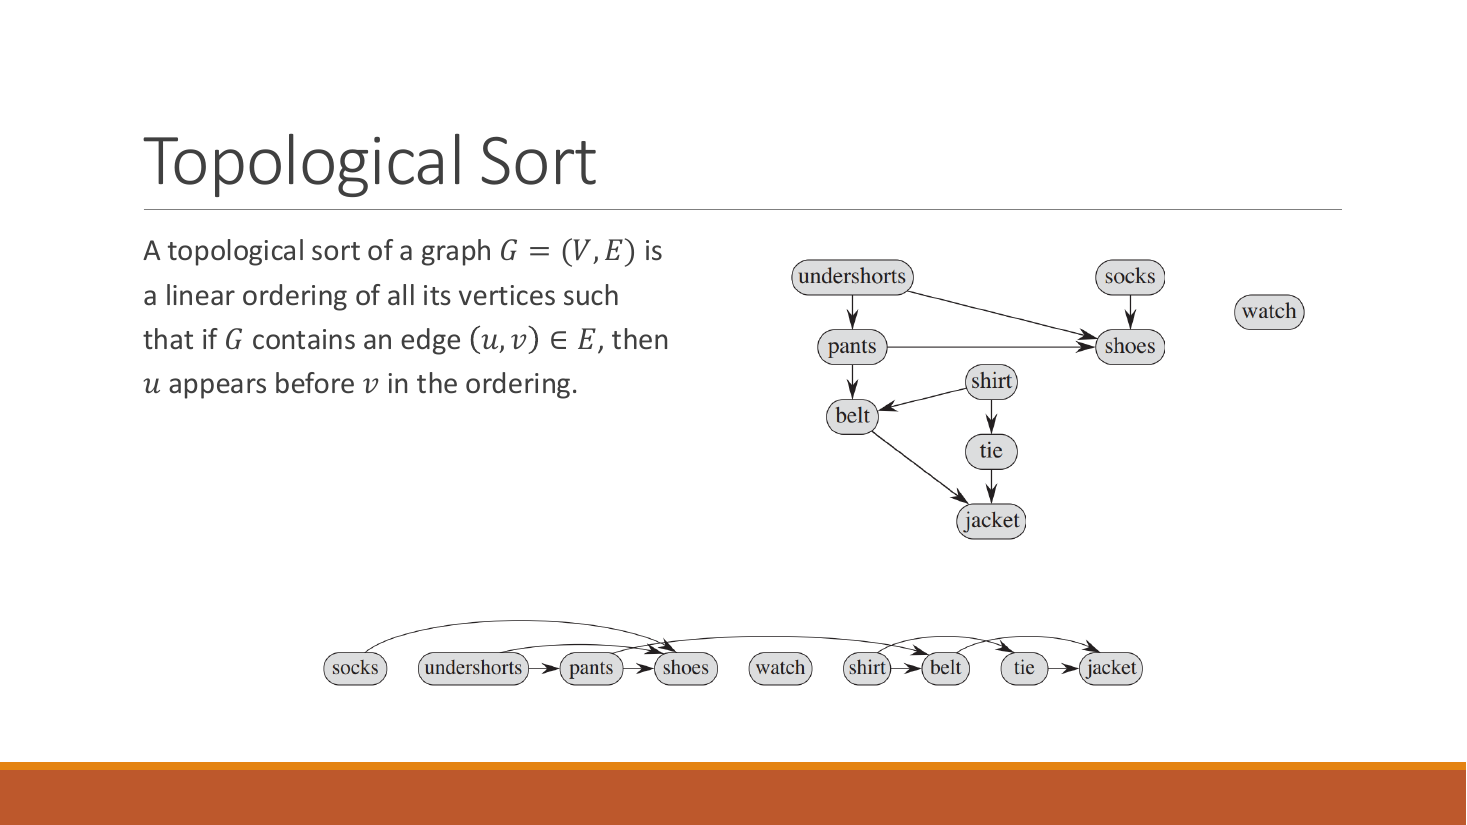 Topological Sort
A topological sort of a graph 𝐺 = (𝑉, 𝐸) is
a linear ordering of all its vertices such
that if 𝐺 contains an edge (𝑢, 𝑣) ∈ 𝐸, then
𝑢 appears before 𝑣 in the ordering.
undershorts
socks
watch
pants
shoes
shirt
belt
tie
jacket
socks undershorts pants shoes watch shirt belt tie jacket